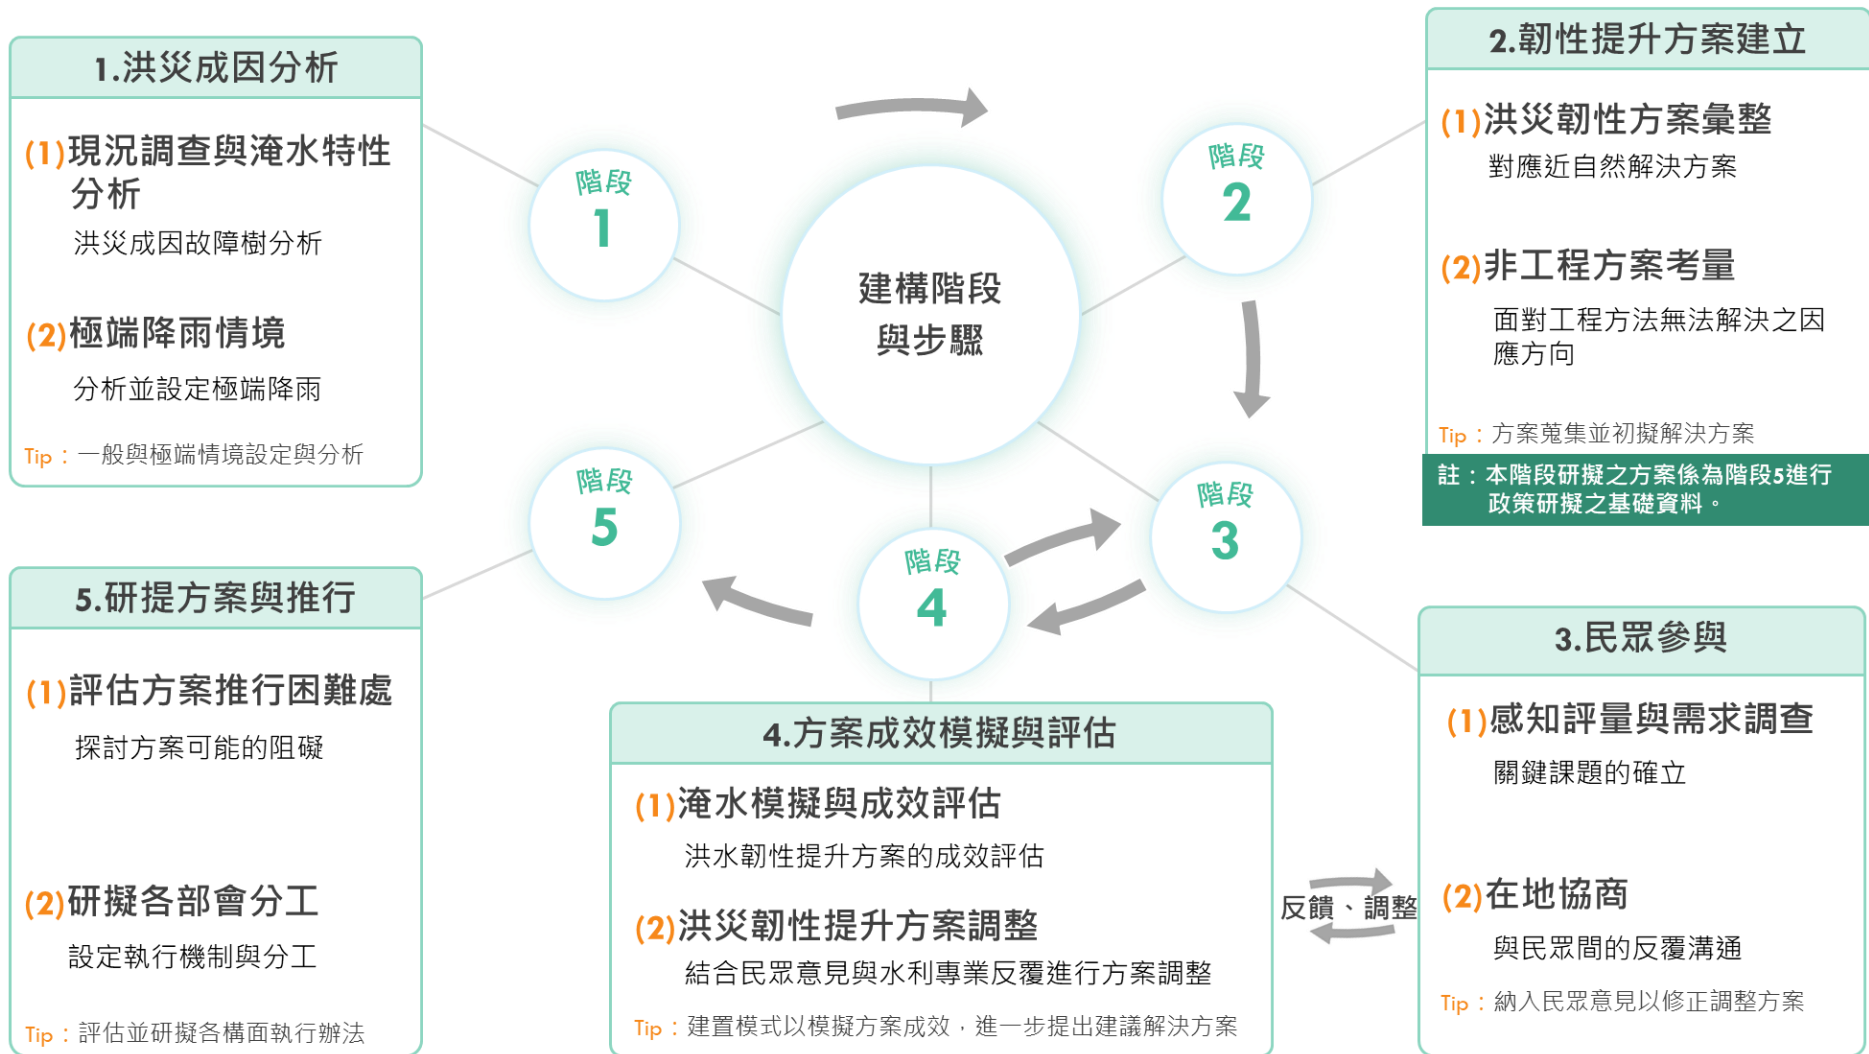 1.洪災成因分析
(1)現況調查與淹水特性
分析
洪災成因故障樹分析
(2)極端降雨情境
分析並設定極端降雨
Tip：一般與極端情境設定與分析
階段
1
建構階段
與步驟
階段
2
2.韌性提升方案建立
(1)洪災韌性方案彙整
對應近自然解決方案
(2)非工程方案考量
面對工程方法無法解決之因
應方向
Tip：方案蒐集並初擬解決方案
註：本階段研擬之方案係為階段5進行
政策研擬之基礎資料。
階段
5
階段
4
階段
3
5.研提方案與推行
(1)評估方案推行困難處
探討方案可能的阻礙
(2)研擬各部會分工
設定執行機制與分工
Tip：評估並研擬各構面執行辦法
4.方案成效模擬與評估
(1)淹水模擬與成效評估
洪水韌性提升方案的成效評估
(2)洪災韌性提升方案調整
結合民眾意見與水利專業反覆進行方案調整
Tip：建置模式以模擬方案成效，進一步提出建議解決方案
反饋、調整
3.民眾參與
(1)感知評量與需求調查
關鍵課題的確立
(2)在地協商
與民眾間的反覆溝通
Tip：納入民眾意見以修正調整方案